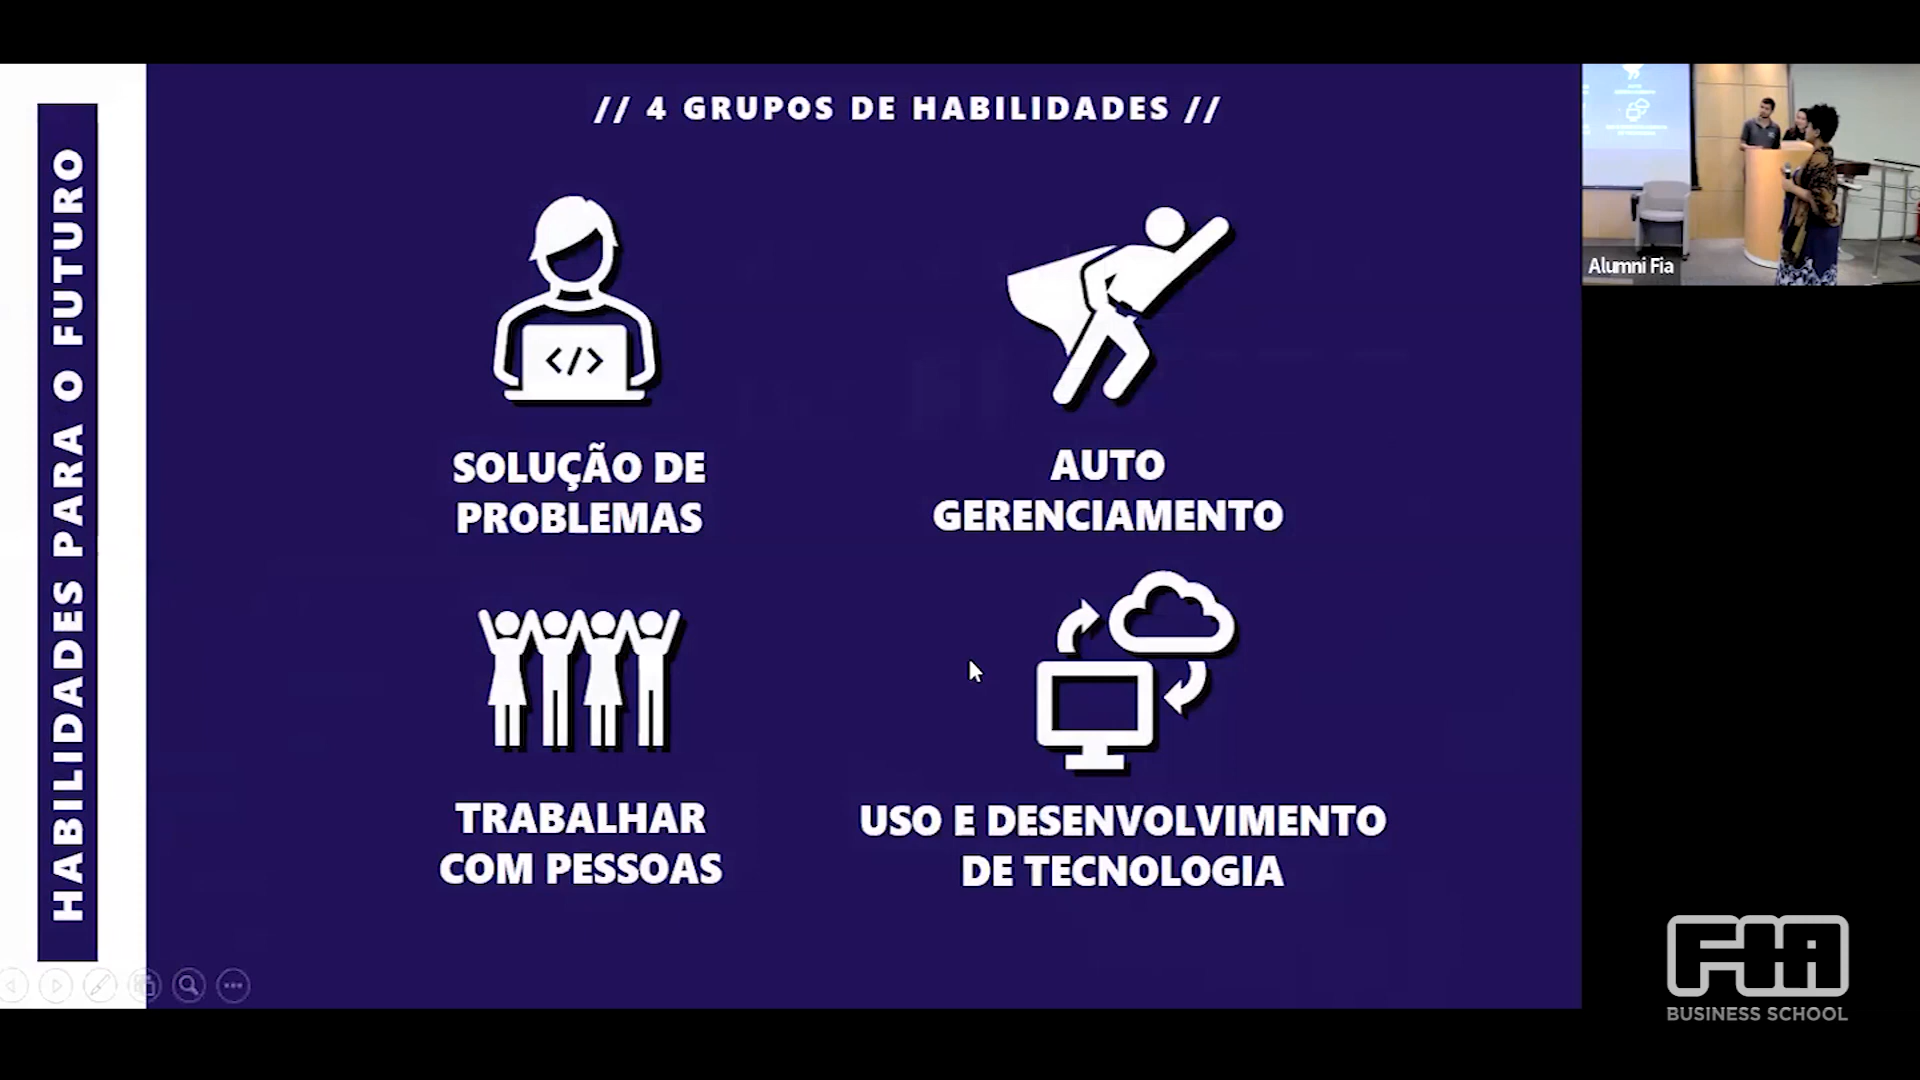 HABILIDADES PARA O FUTURO
// 4 GRUPOS DE HABILIDADES //
</>
SOLUÇÃO DE
PROBLEMAS
AUTO
GERENCIAMENTO
TRABALHAR
COM PESSOAS
USO E DESENVOLVIMENTO
DE TECNOLOGIA
Alumni Fia
FIA
BUSINESS SCHOOL